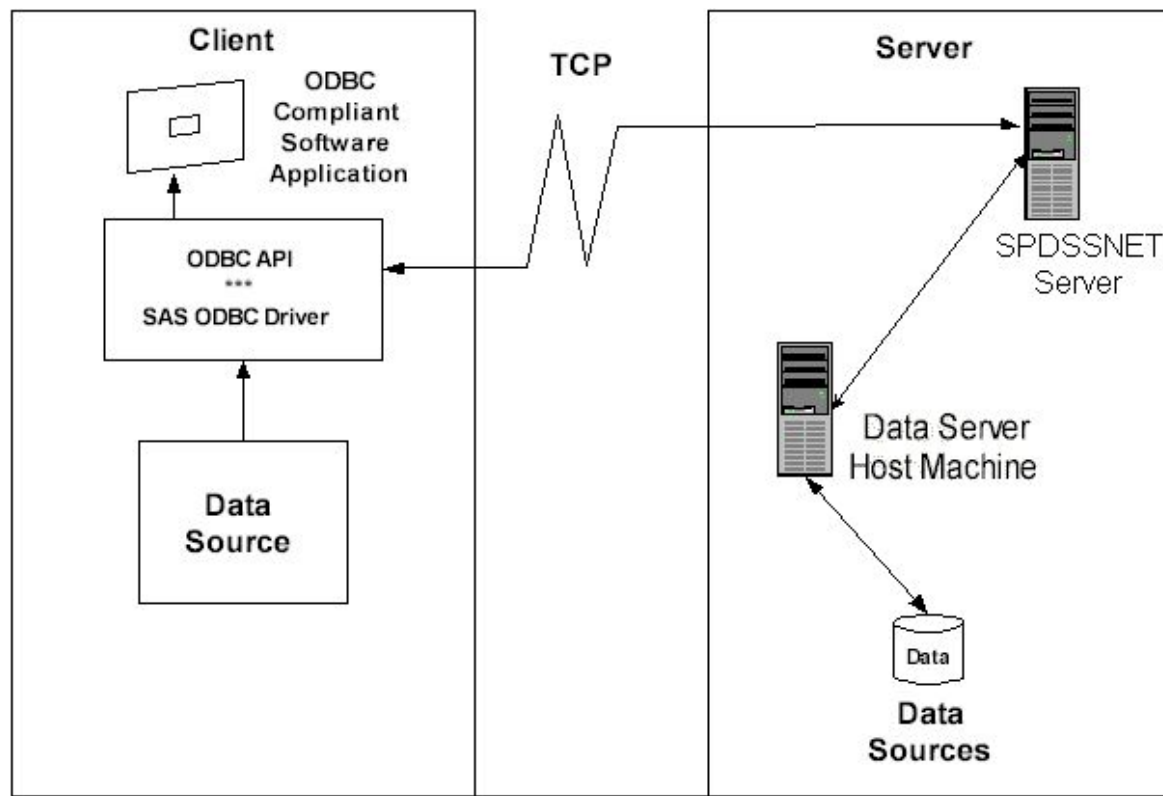 Client
ODBC
Compliant
Software
Application
ODBC API
***
SAS ODBC Driver
Data
Source
TCP
Server
SPDSSNET
Server
Data Server
Host Machine
Data
Data
Sources